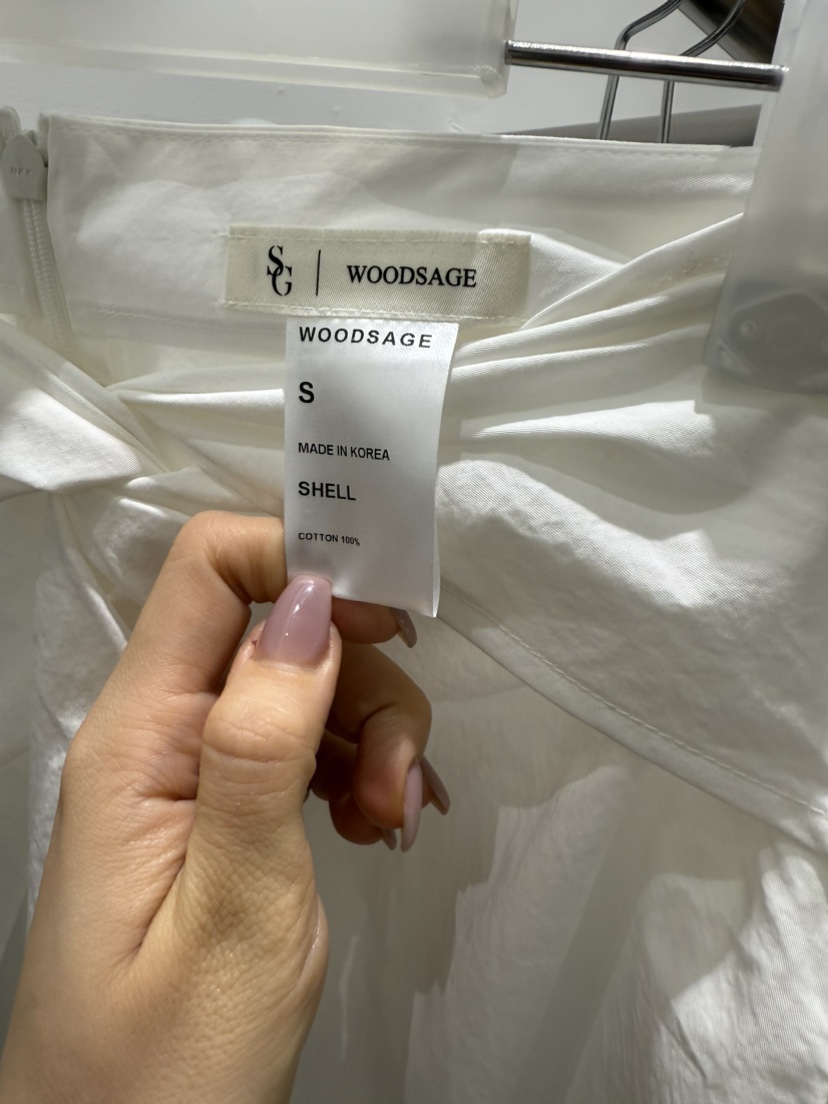 SG | WOODSAGE
WOODSAGE
S
MADE IN KOREA
SHELL
COTTON 100%